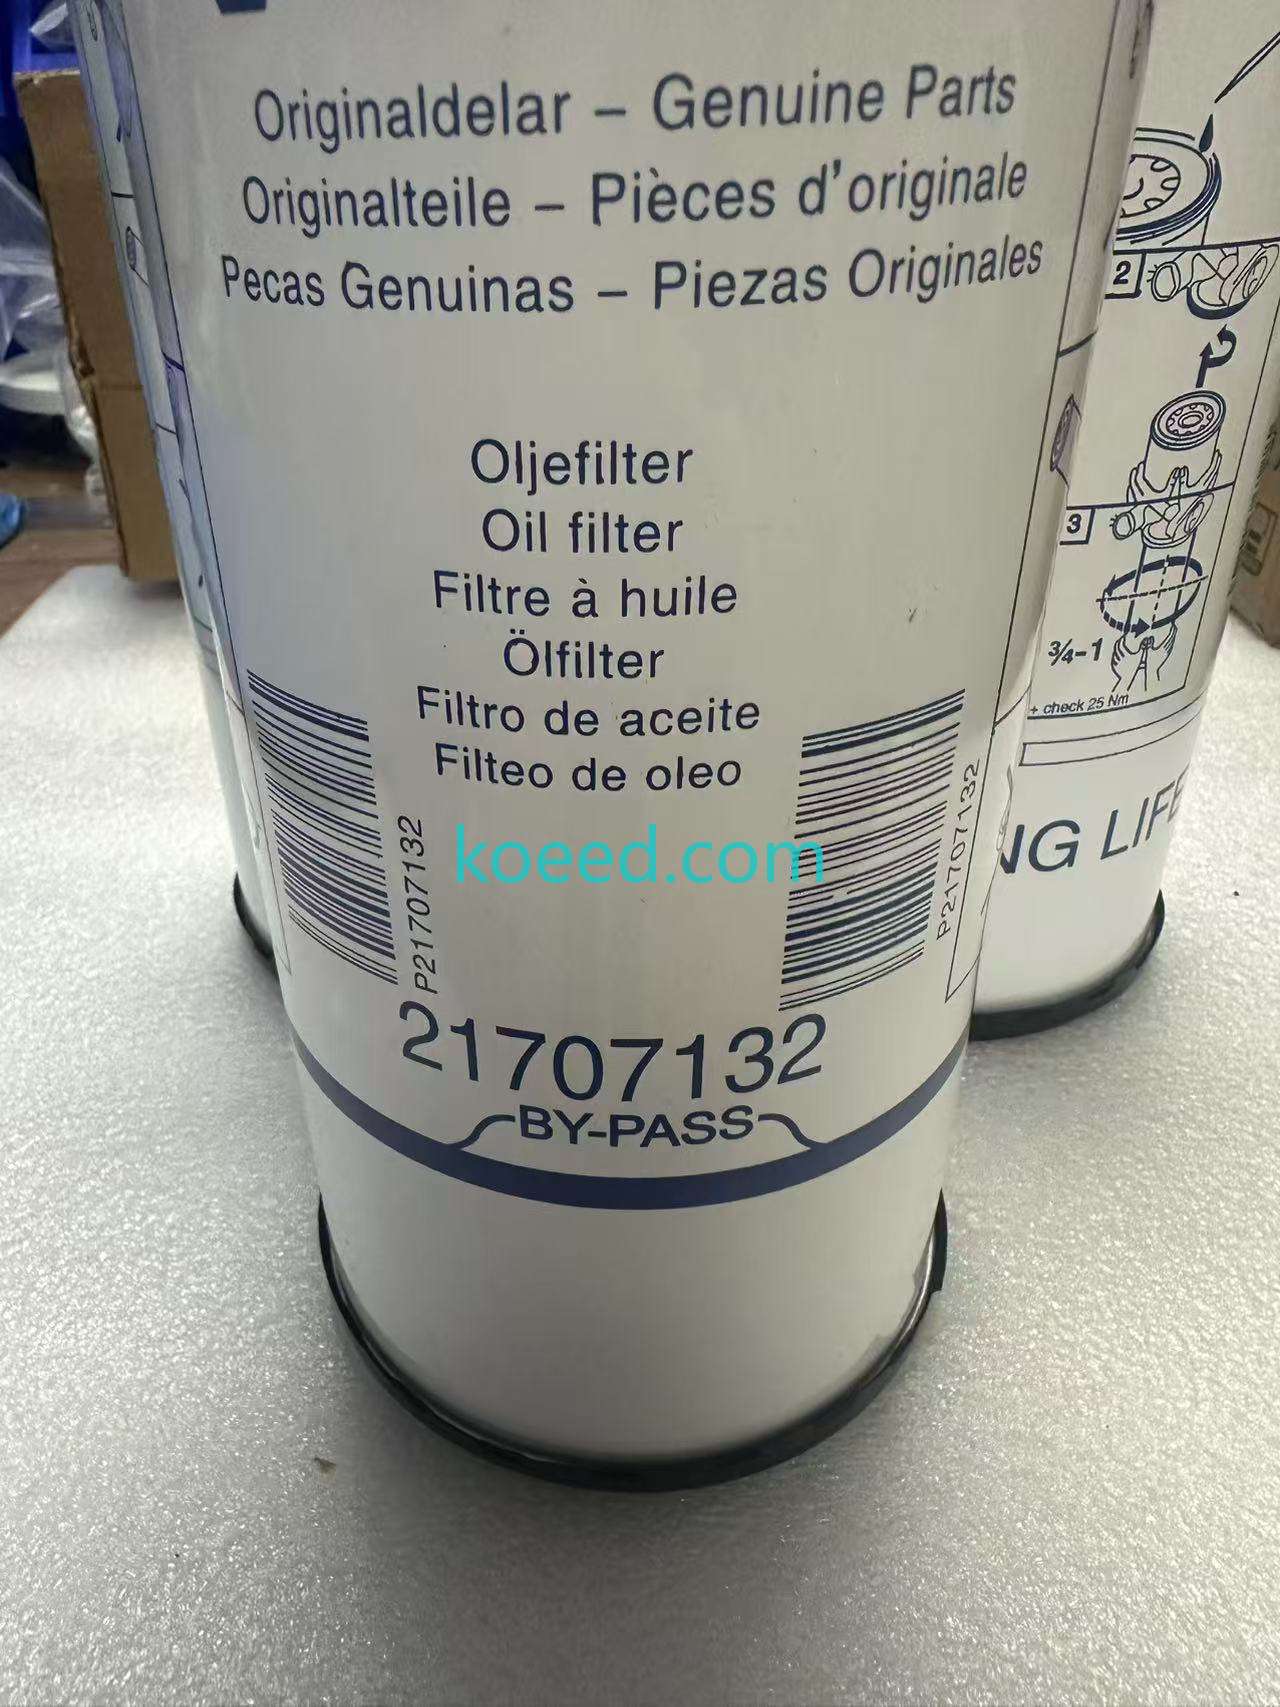 Originaldelar – Genuine Parts
Originalteile – Pièces d'originale
Pecas Genuinas – Piezas Originales
Oljefilter
Oil filter
Filtre à huile
Ölfilter
Filtro de aceite
Filteo de oleo
P21707132
P21707132
koeed.com
21707132
BY-PASS
2
3
¾-1
+ check 25 Nm
NG LIFE